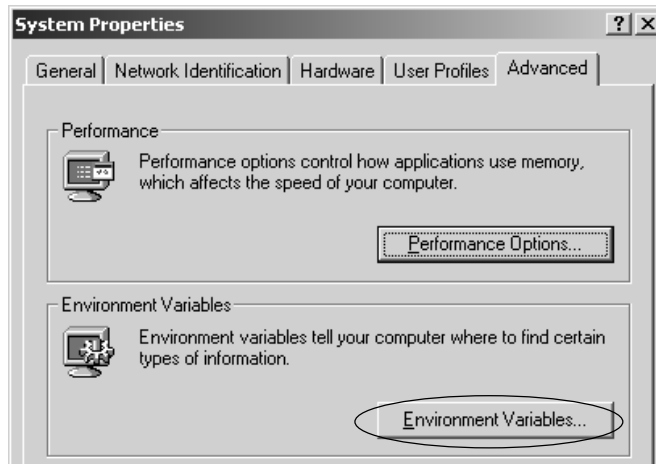 System Properties ? X
General Network Identification Hardware User Profiles Advanced
Performance
Performance options control how applications use memory,
which affects the speed of your computer.
Performance Options...
Environment Variables
Environment variables tell your computer where to find certain
types of information.
Environment Variables...